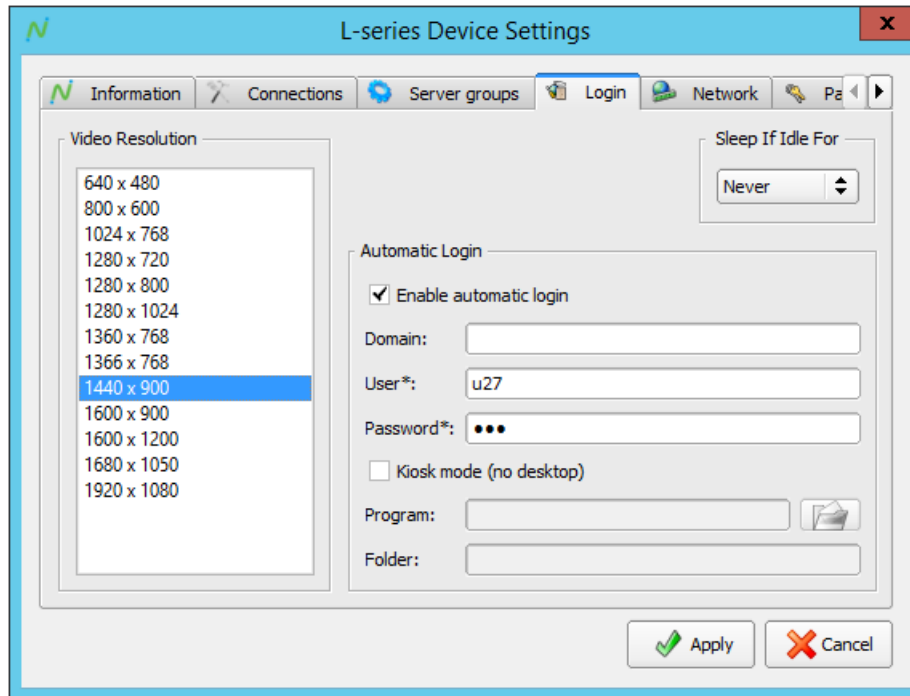 L-series Device Settings
x
Information
Connections
Server groups
Login
Network
Video Resolution
640 x 480
800 x 600
1024 x 768
1280 x 720
1280 x 800
1280 x 1024
1360 x 768
1366 x 768
1440 x 900
1600 x 900
1600 x 1200
1680 x 1050
1920 x 1080
Sleep If Idle For
Never
Automatic Login
Enable automatic login
Domain:
User*: u27
Password*: •••
Kiosk mode (no desktop)
Program:
Folder:
Apply
Cancel